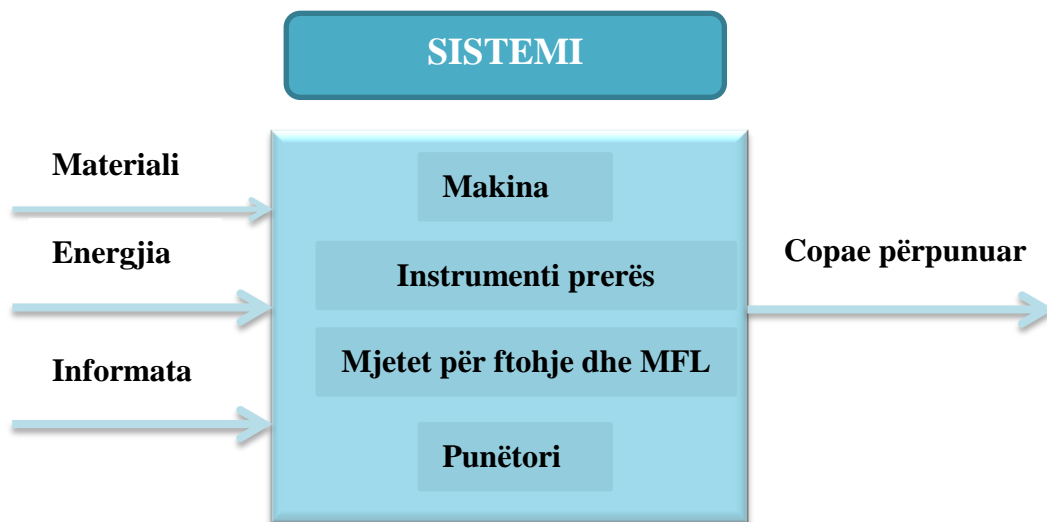 SISTEMI
Materiali
Energjia
Informata
Makina
Instrumenti prerës
Mjetet për ftohje dhe MFL
Punëtori
Copae përpunuar